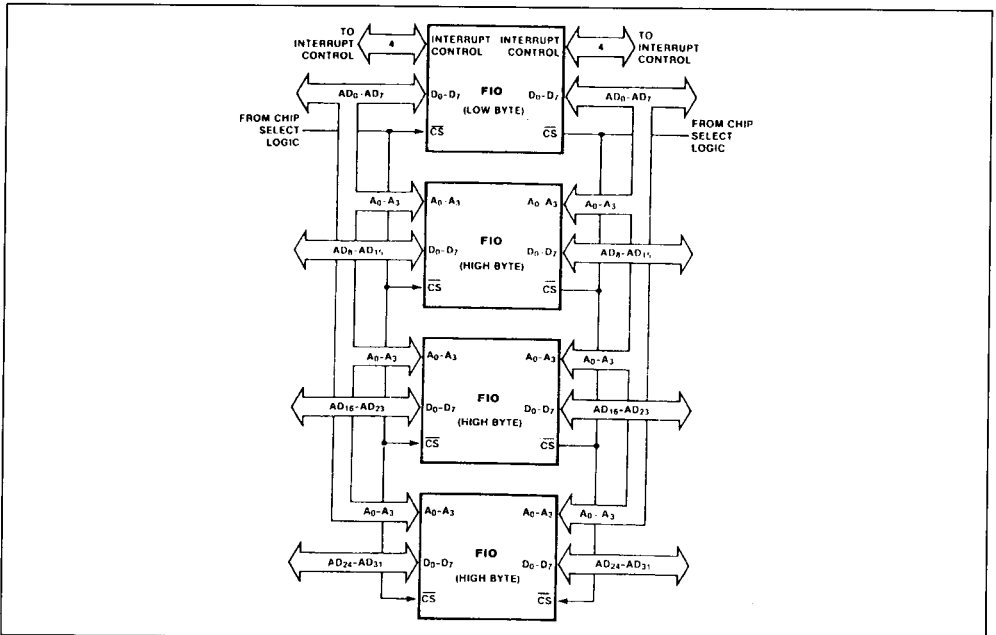 TO INTERRUPT CONTROL
4
INTERRUPT CONTROL
INTERRUPT CONTROL
4
TO INTERRUPT CONTROL
FIO
(LOW BYTE)
AD0-AD7
D0-D7
D0-D7
AD0-AD7
FROM CHIP SELECT LOGIC
CS
CS
FROM CHIP SELECT LOGIC
A0-A3
A0-A3
A0-A3
A0-A3
FIO
(HIGH BYTE)
AD8-AD15
D0-D7
D0-D7
AD8-AD15
CS
CS
A0-A3
A0-A3
A0-A3
A0-A3
FIO
(HIGH BYTE)
AD16-AD23
D0-D7
D0-D7
AD16-AD23
CS
CS
A0-A3
A0-A3
A0-A3
A0-A3
FIO
(HIGH BYTE)
AD24-AD31
D0-D7
D0-D7
AD24-AD31
CS
CS